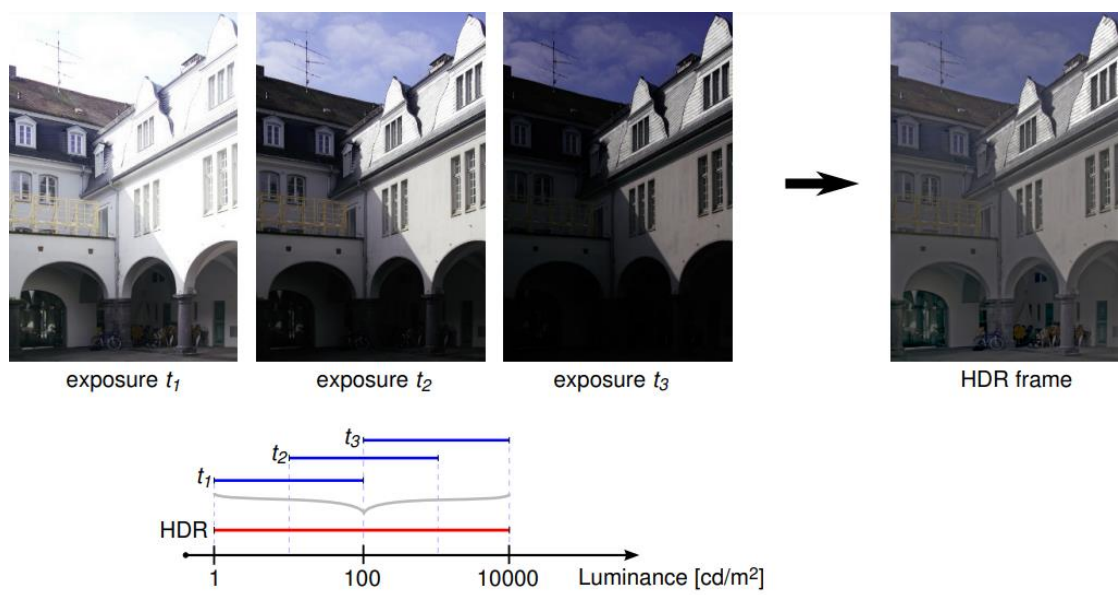 exposure t1
exposure t2
exposure t3
HDR frame
t3
t2
t1
HDR
1
100
10000
Luminance [cd/m²]